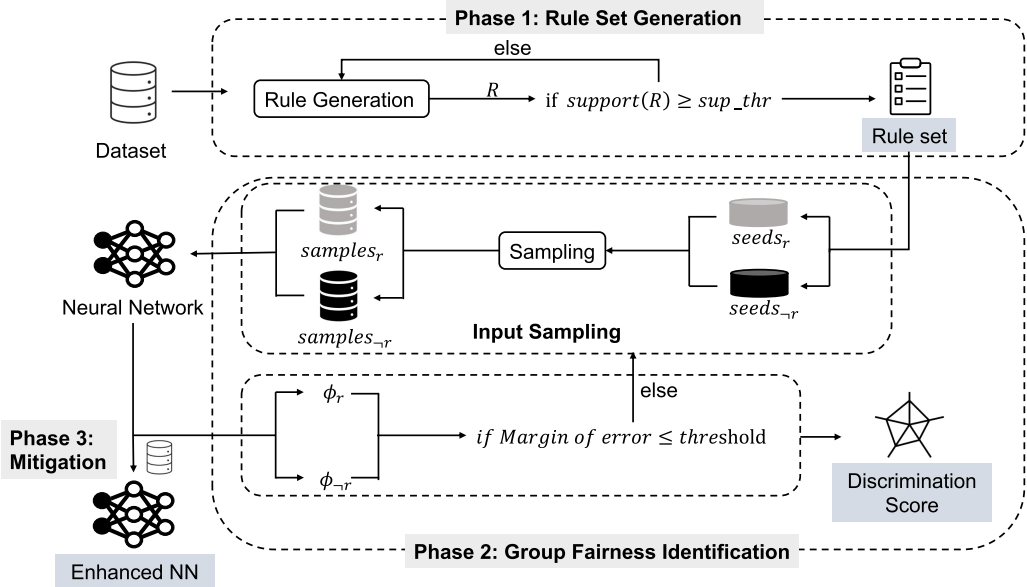 Phase 1: Rule Set Generation
else
Rule Generation
R
if support(R) ≥ sup_thr
Dataset
Rule set
samples_r
seeds_r
Sampling
Neural Network
samples_¬r
seeds_¬r
Input Sampling
else
ϕ_r
if Margin of error ≤ threshold
ϕ_¬r
Phase 3:
Mitigation
Discrimination
Score
Phase 2: Group Fairness Identification
Enhanced NN